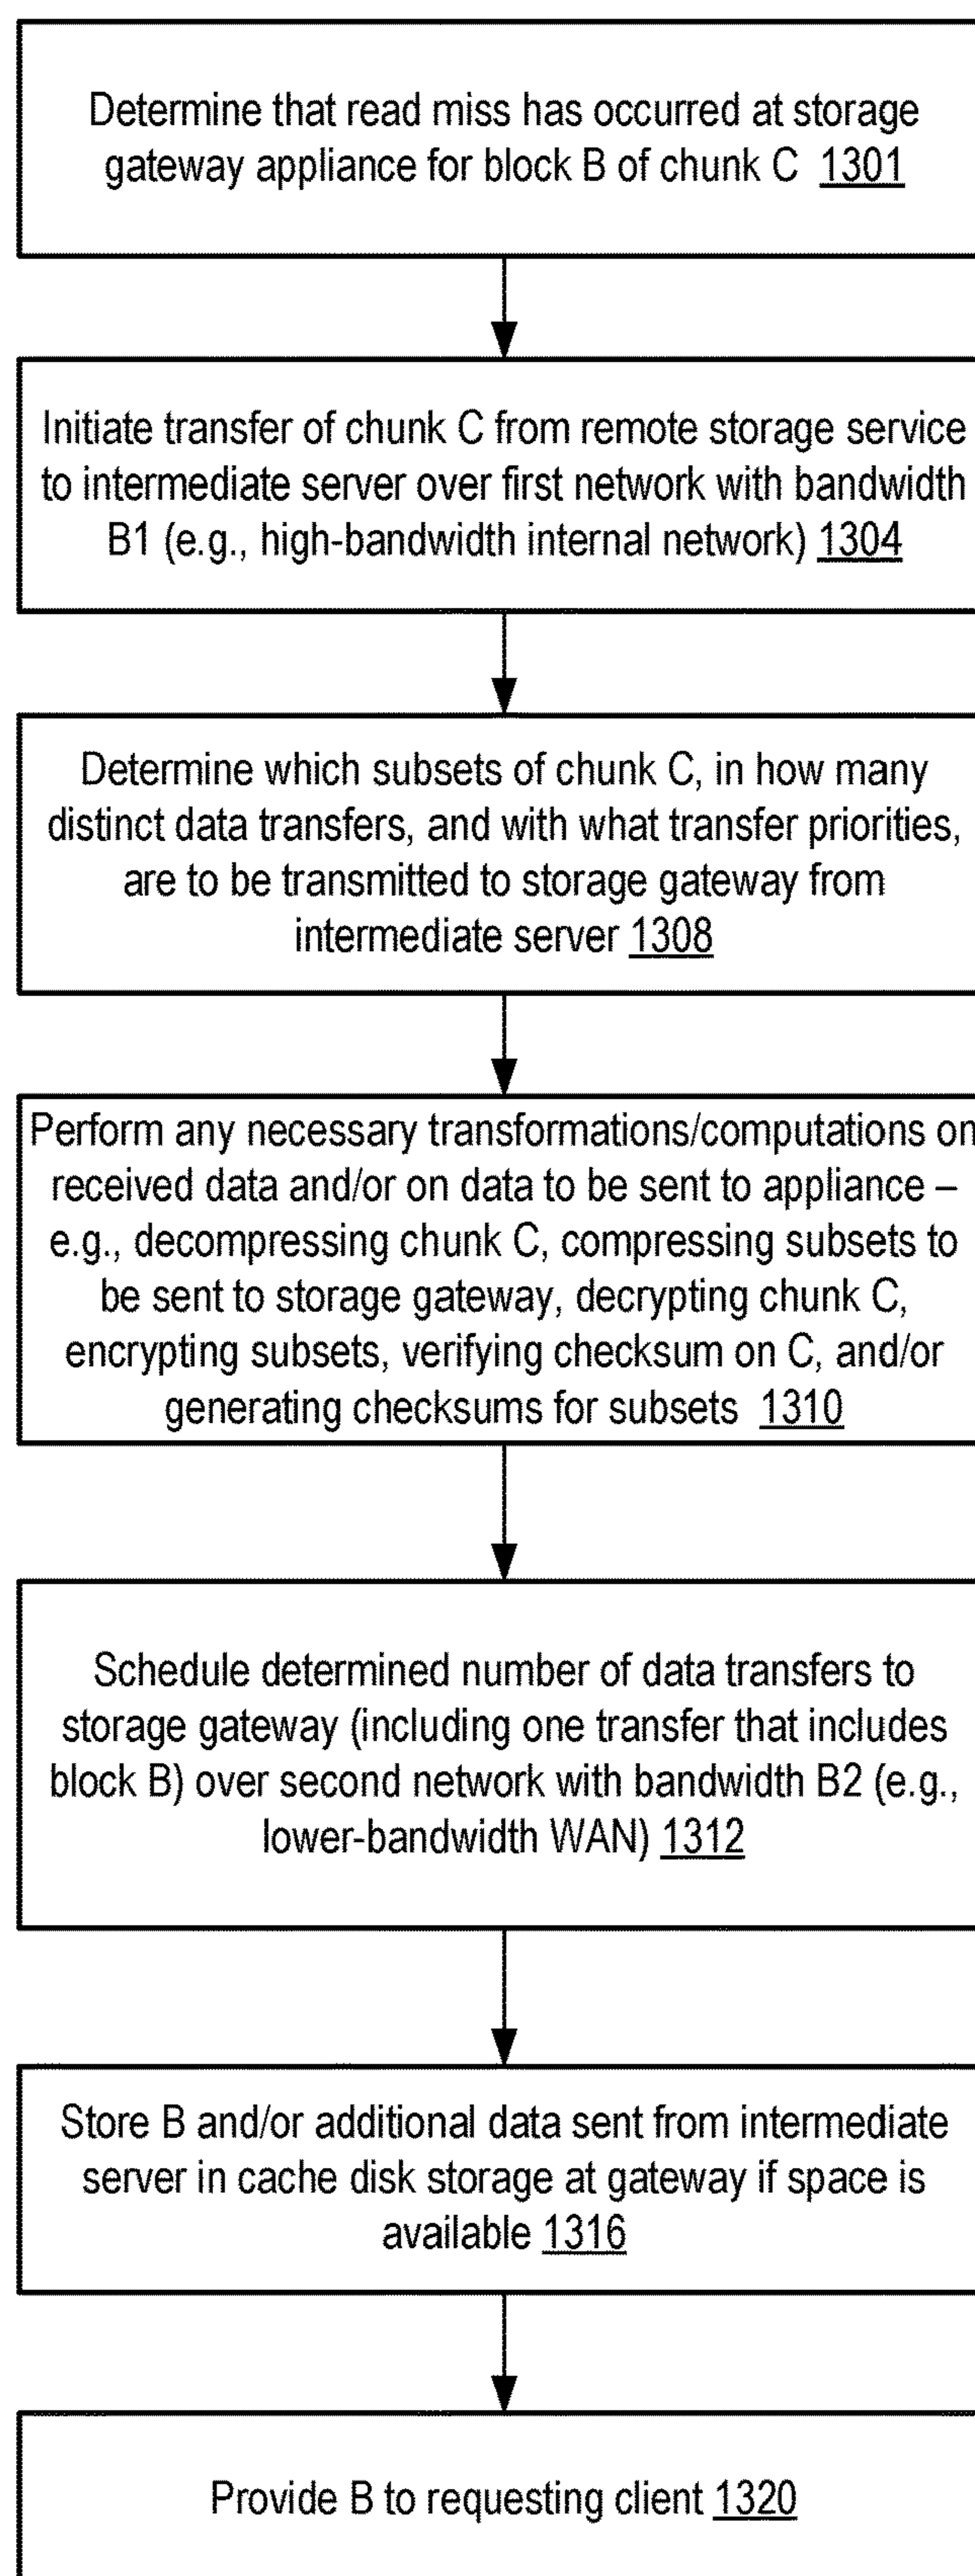 Determine that read miss has occurred at storage
gateway appliance for block B of chunk C 1301
Initiate transfer of chunk C from remote storage service
to intermediate server over first network with bandwidth
B1 (e.g., high-bandwidth internal network) 1304
Determine which subsets of chunk C, in how many
distinct data transfers, and with what transfer priorities,
are to be transmitted to storage gateway from
intermediate server 1308
Perform any necessary transformations/computations on
received data and/or on data to be sent to appliance –
e.g., decompressing chunk C, compressing subsets to
be sent to storage gateway, decrypting chunk C,
encrypting subsets, verifying checksum on C, and/or
generating checksums for subsets 1310
Schedule determined number of data transfers to
storage gateway (including one transfer that includes
block B) over second network with bandwidth B2 (e.g.,
lower-bandwidth WAN) 1312
Store B and/or additional data sent from intermediate
server in cache disk storage at gateway if space is
available 1316
Provide B to requesting client 1320